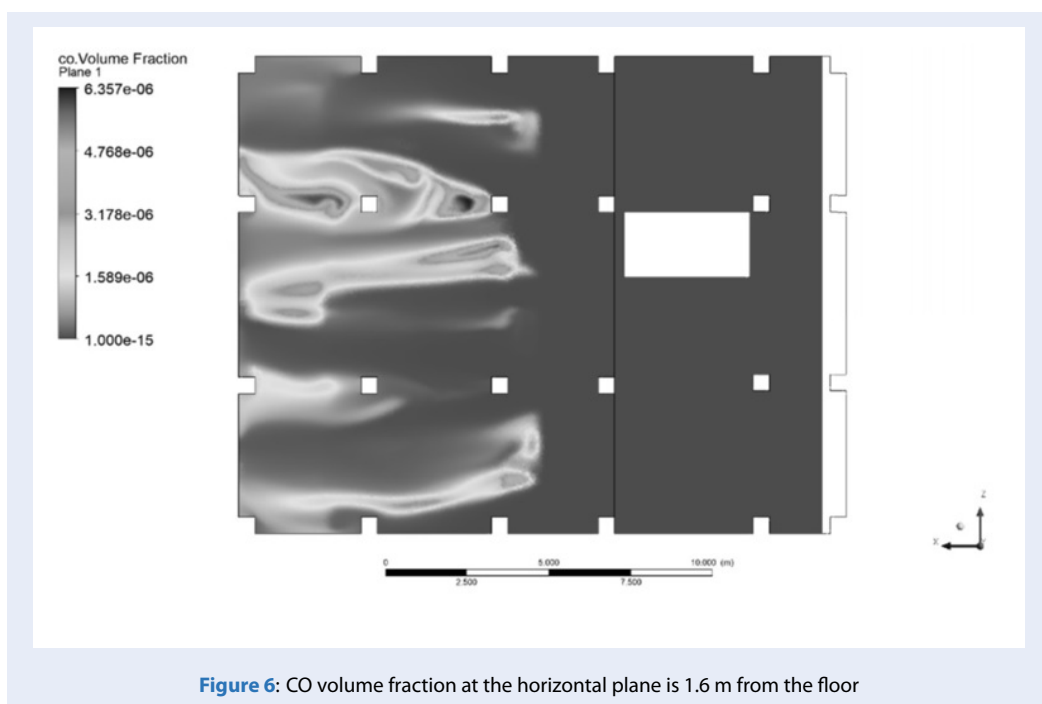 co.Volume Fraction
Plane 1
6.357e-06
4.768e-06
3.178e-06
1.589e-06
1.000e-15
0 5.000 10.000 (m)
2.500 7.500
Z
X
Figure 6: CO volume fraction at the horizontal plane is 1.6 m from the floor